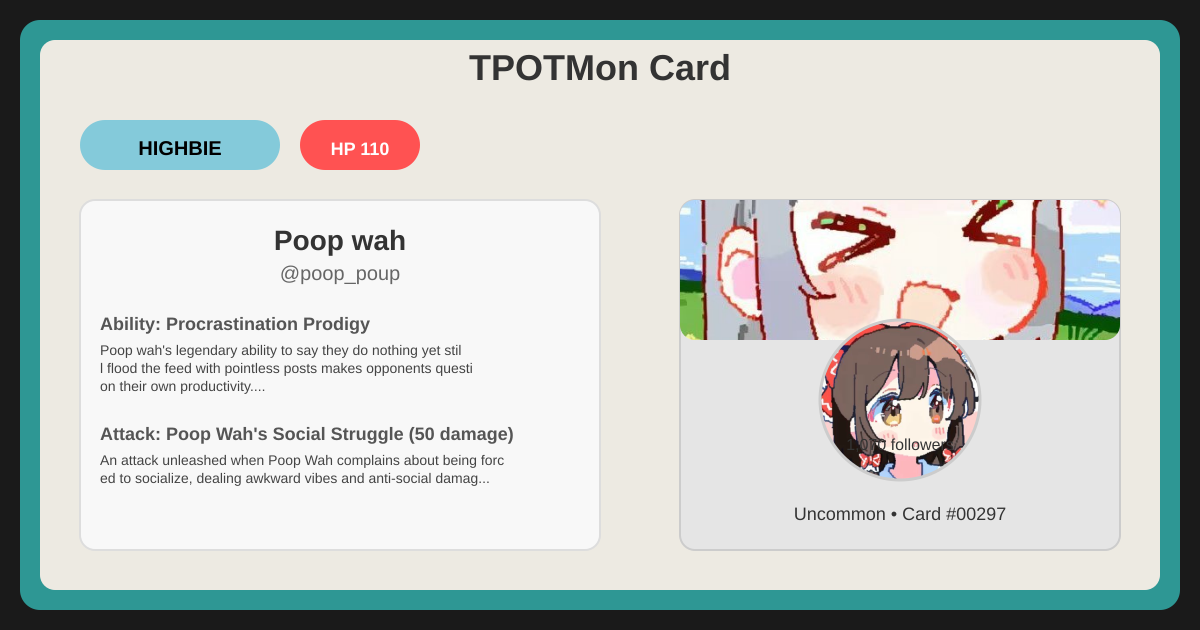 TPOTMon Card
HIGHBIE
HP 110
Poop wah
@poop_poup
Ability: Procrastination Prodigy
Poop wah's legendary ability to say they do nothing yet stil
l flood the feed with pointless posts makes opponents questi
on their own productivity....
Attack: Poop Wah's Social Struggle (50 damage)
An attack unleashed when Poop Wah complains about being forc
ed to socialize, dealing awkward vibes and anti-social damag...
followers
Uncommon • Card #00297